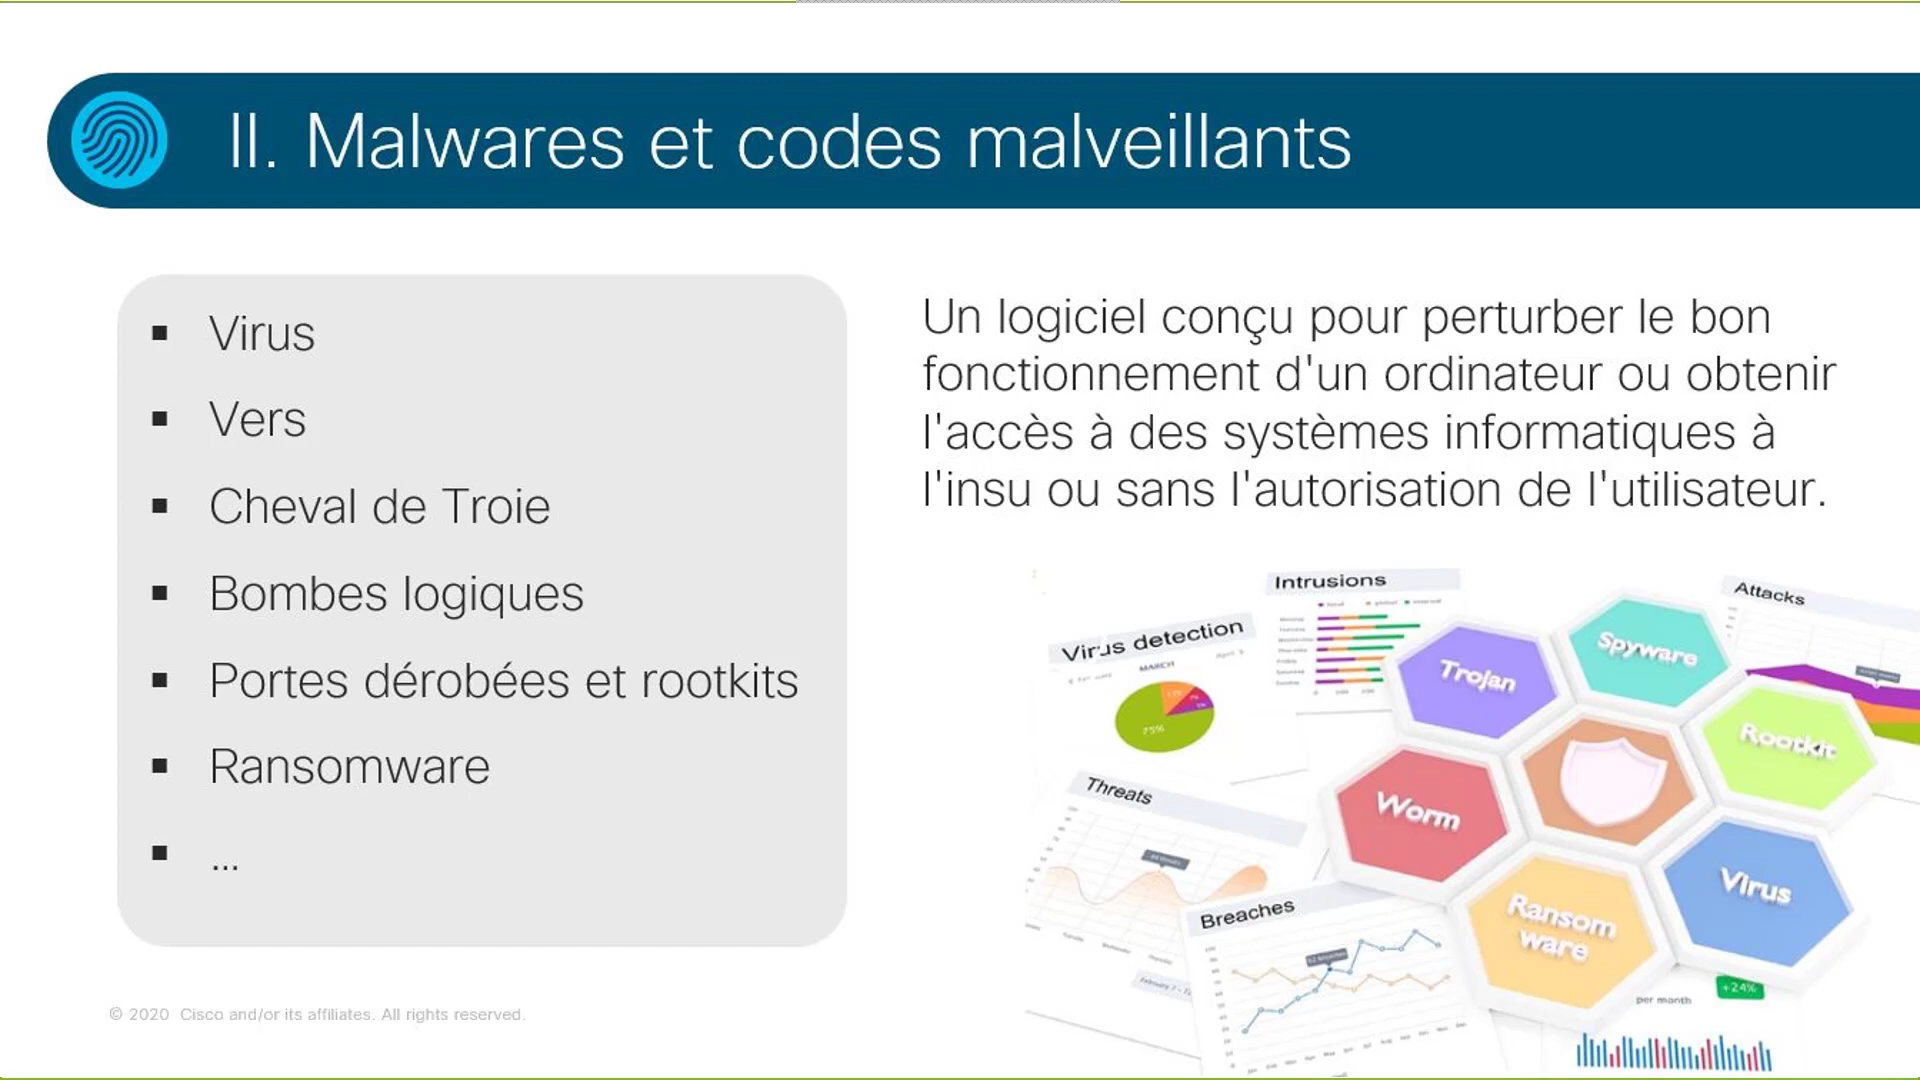 II. Malwares et codes malveillants
▪ Virus
▪ Vers
▪ Cheval de Troie
▪ Bombes logiques
▪ Portes dérobées et rootkits
▪ Ransomware
▪ ...
Un logiciel conçu pour perturber le bon
fonctionnement d'un ordinateur ou obtenir
l'accès à des systèmes informatiques à
l'insu ou sans l'autorisation de l'utilisateur.
Intrusions
Attacks
Virus detection
MARCH
75%
Spyware
Trojan
Rootkit
Worm
Threats
Virus
Ransom
ware
Breaches
+24%
per month
© 2020 Cisco and/or its affiliates. All rights reserved.